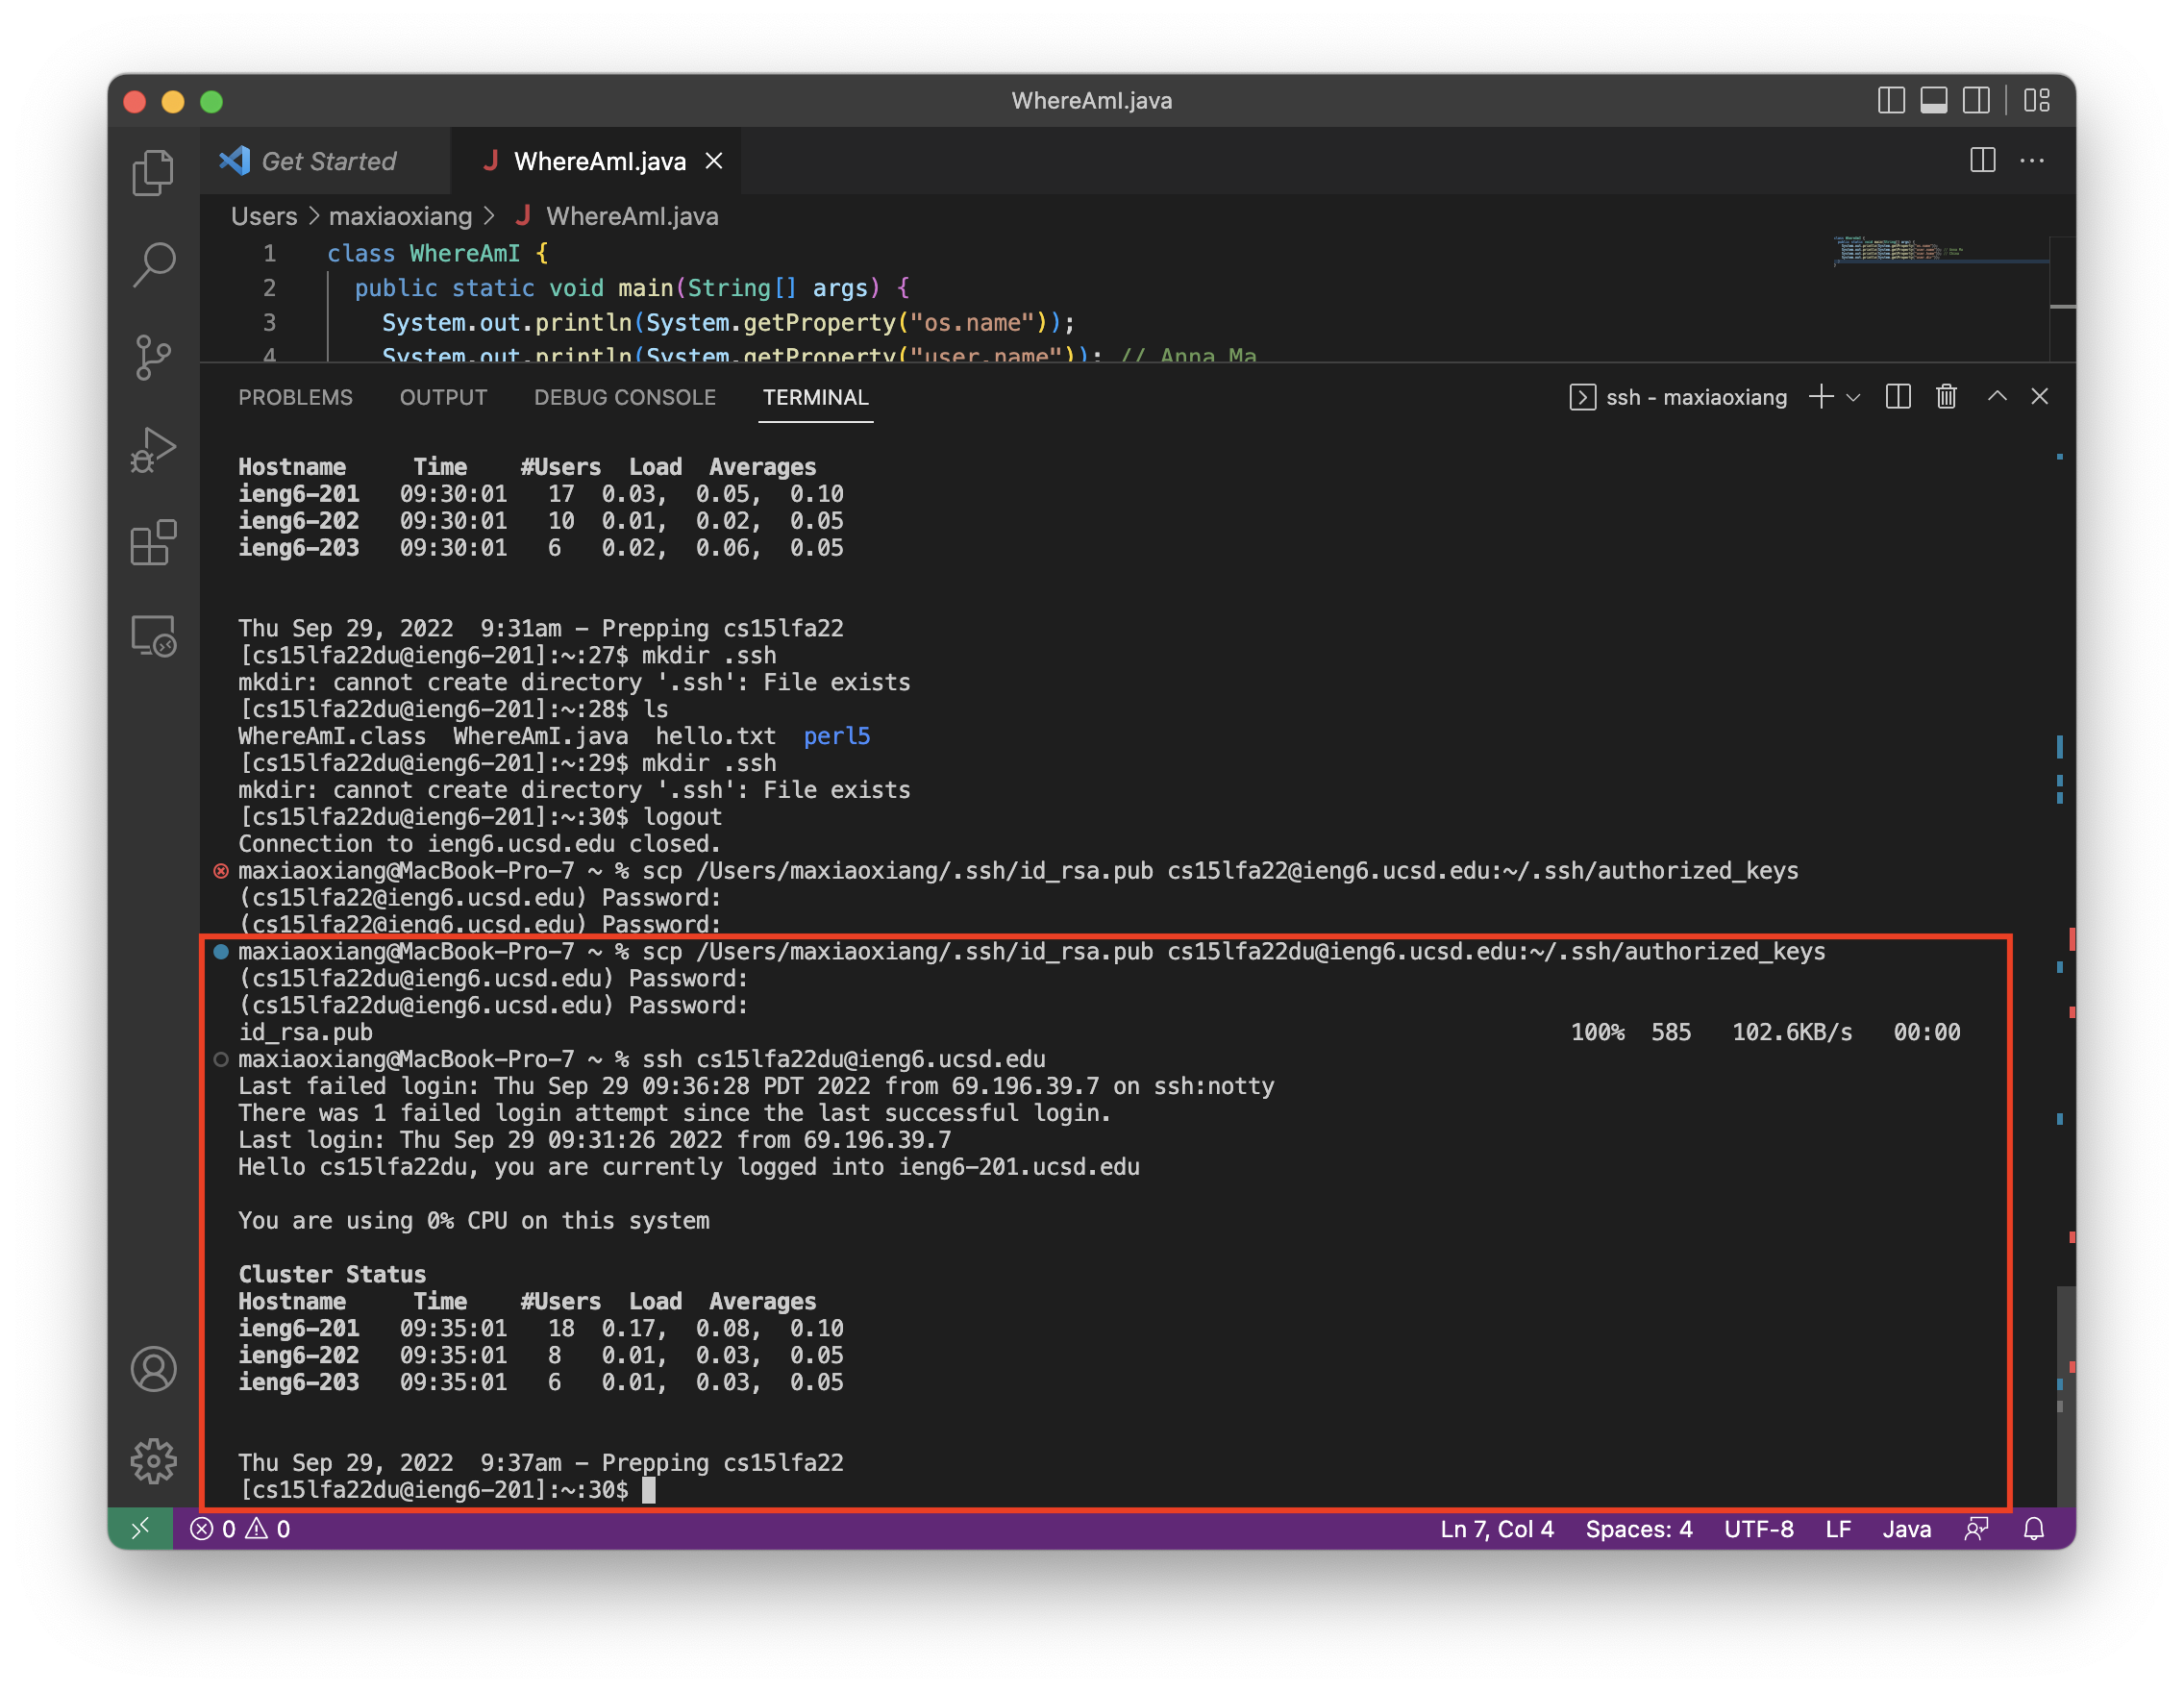 WhereAmI.java
Get Started
WhereAmI.java
Users > maxiaoxiang > J WhereAmI.java
1 class WhereAmI {
2 public static void main(String[] args) {
3 System.out.println(System.getProperty("os.name"));
4 System.out.println(System.getProperty("user.name")); // Anna Ma
PROBLEMS OUTPUT DEBUG CONSOLE TERMINAL ssh - maxiaoxiang
Hostname Time #Users Load Averages
ieng6-201 09:30:01 17 0.03, 0.05, 0.10
ieng6-202 09:30:01 10 0.01, 0.02, 0.05
ieng6-203 09:30:01 6 0.02, 0.06, 0.05
Thu Sep 29, 2022 9:31am - Prepping cs15lfa22
[cs15lfa22du@ieng6-201]:~:27$ mkdir .ssh
mkdir: cannot create directory '.ssh': File exists
[cs15lfa22du@ieng6-201]:~:28$ ls
WhereAmI.class WhereAmI.java hello.txt perl5
[cs15lfa22du@ieng6-201]:~:29$ mkdir .ssh
mkdir: cannot create directory '.ssh': File exists
[cs15lfa22du@ieng6-201]:~:30$ logout
Connection to ieng6.ucsd.edu closed.
maxiaoxiang@MacBook-Pro-7 ~ % scp /Users/maxiaoxiang/.ssh/id_rsa.pub cs15lfa22@ieng6.ucsd.edu:~/.ssh/authorized_keys
(cs15lfa22@ieng6.ucsd.edu) Password:
(cs15lfa22@ieng6.ucsd.edu) Password:
maxiaoxiang@MacBook-Pro-7 ~ % scp /Users/maxiaoxiang/.ssh/id_rsa.pub cs15lfa22du@ieng6.ucsd.edu:~/.ssh/authorized_keys
(cs15lfa22du@ieng6.ucsd.edu) Password:
(cs15lfa22du@ieng6.ucsd.edu) Password:
id_rsa.pub 100% 585 102.6KB/s 00:00
maxiaoxiang@MacBook-Pro-7 ~ % ssh cs15lfa22du@ieng6.ucsd.edu
Last failed login: Thu Sep 29 09:36:28 PDT 2022 from 69.196.39.7 on ssh:notty
There was 1 failed login attempt since the last successful login.
Last login: Thu Sep 29 09:31:26 2022 from 69.196.39.7
Hello cs15lfa22du, you are currently logged into ieng6-201.ucsd.edu
You are using 0% CPU on this system
Cluster Status
Hostname Time #Users Load Averages
ieng6-201 09:35:01 18 0.17, 0.08, 0.10
ieng6-202 09:35:01 8 0.01, 0.03, 0.05
ieng6-203 09:35:01 6 0.01, 0.03, 0.05
Thu Sep 29, 2022 9:37am - Prepping cs15lfa22
[cs15lfa22du@ieng6-201]:~:30$
0 0 Ln 7, Col 4 Spaces: 4 UTF-8 LF Java